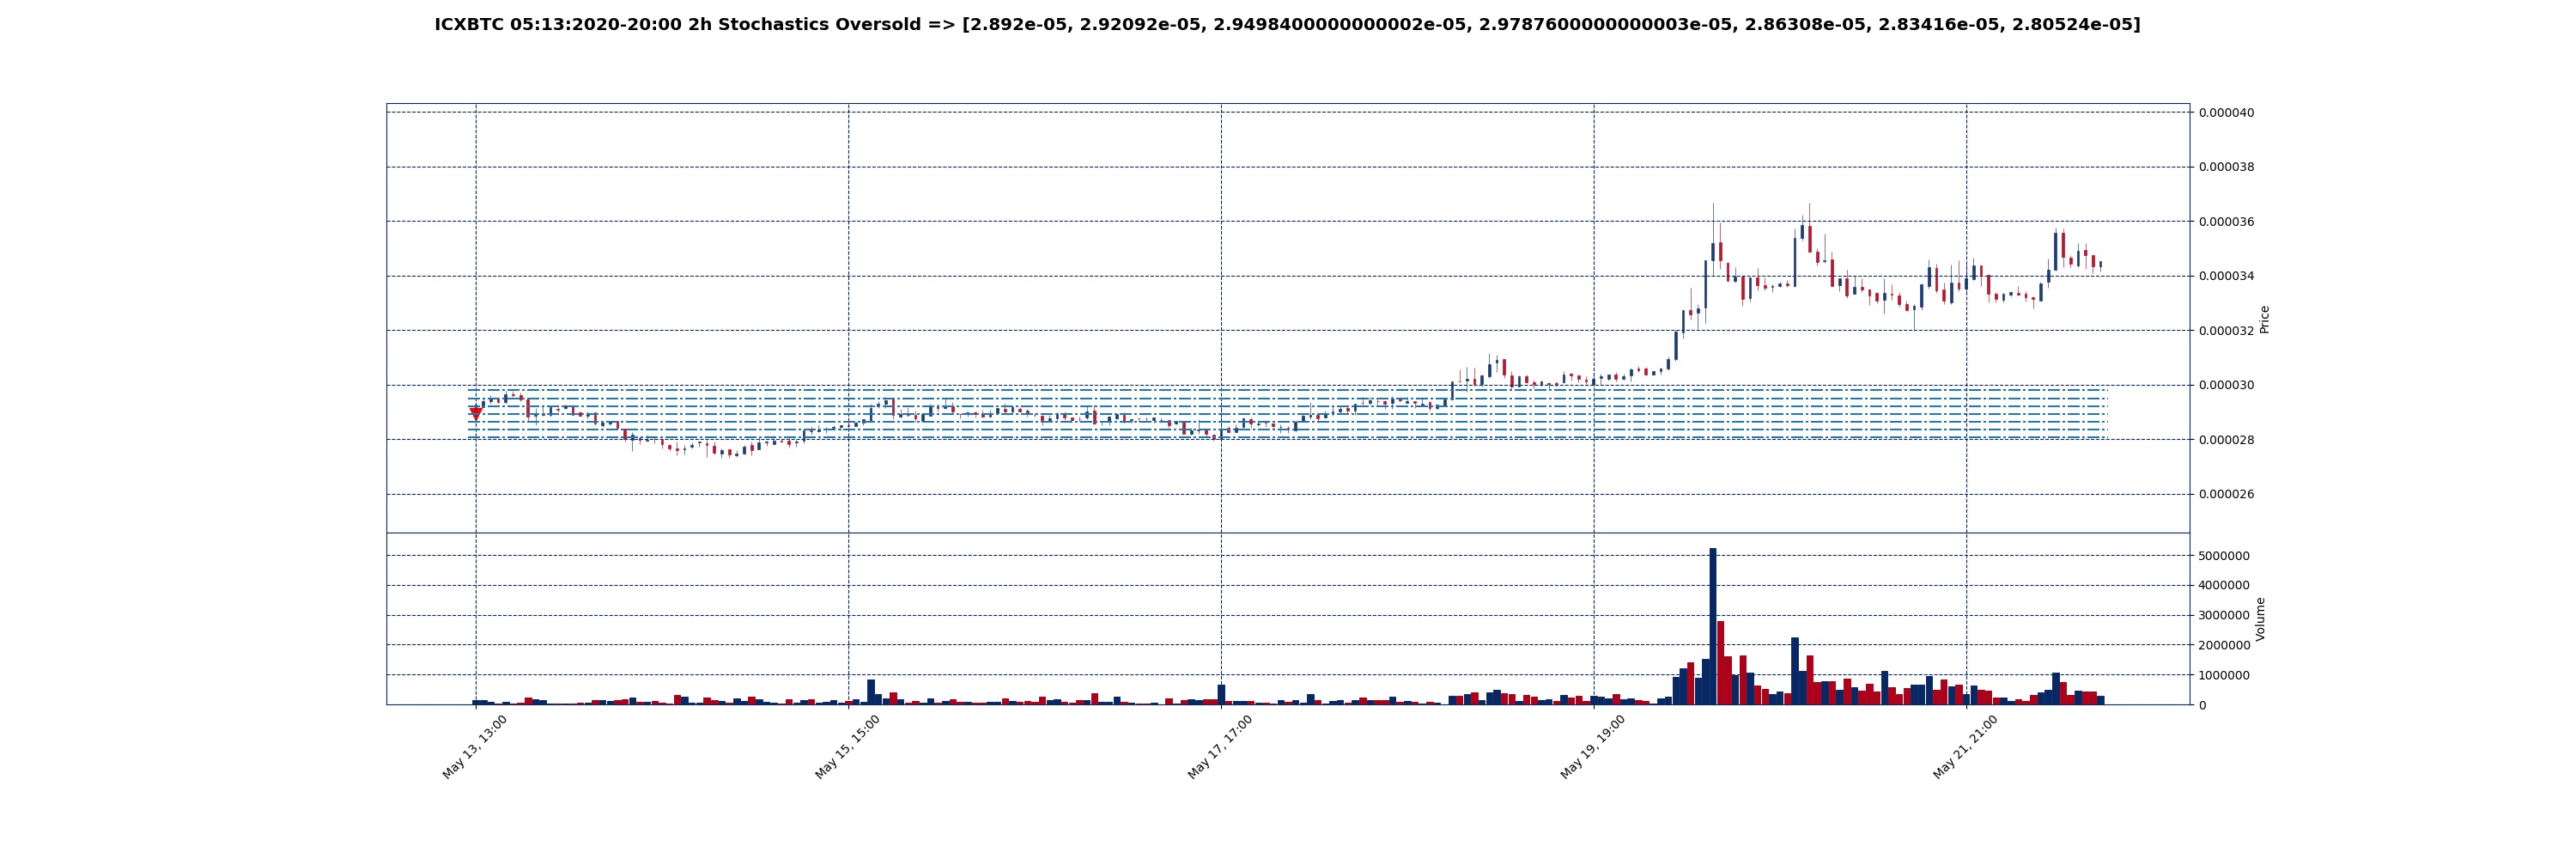 ICXBTC 05:13:2020-20:00 2h Stochastics Oversold => [2.892e-05, 2.92092e-05, 2.9498400000000002e-05, 2.9787600000000003e-05, 2.86308e-05, 2.83416e-05, 2.80524e-05]
0.000040
0.000038
0.000036
0.000034
0.000032
0.000030
0.000028
0.000026
Price
5000000
4000000
3000000
2000000
1000000
0
Volume
May 13, 13:00
May 15, 15:00
May 17, 17:00
May 19, 19:00
May 21, 21:00